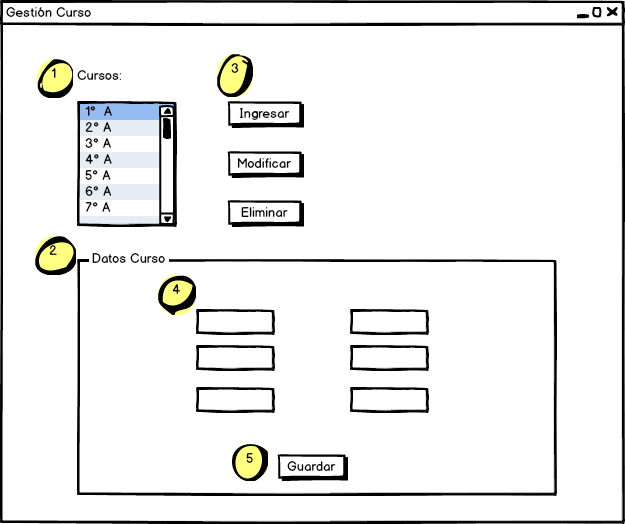 Gestión Curso
1 Cursos:
3
1° A
2° A
3° A
4° A
5° A
6° A
7° A
Ingresar
Modificar
Eliminar
2
Datos Curso
4
5
Guardar